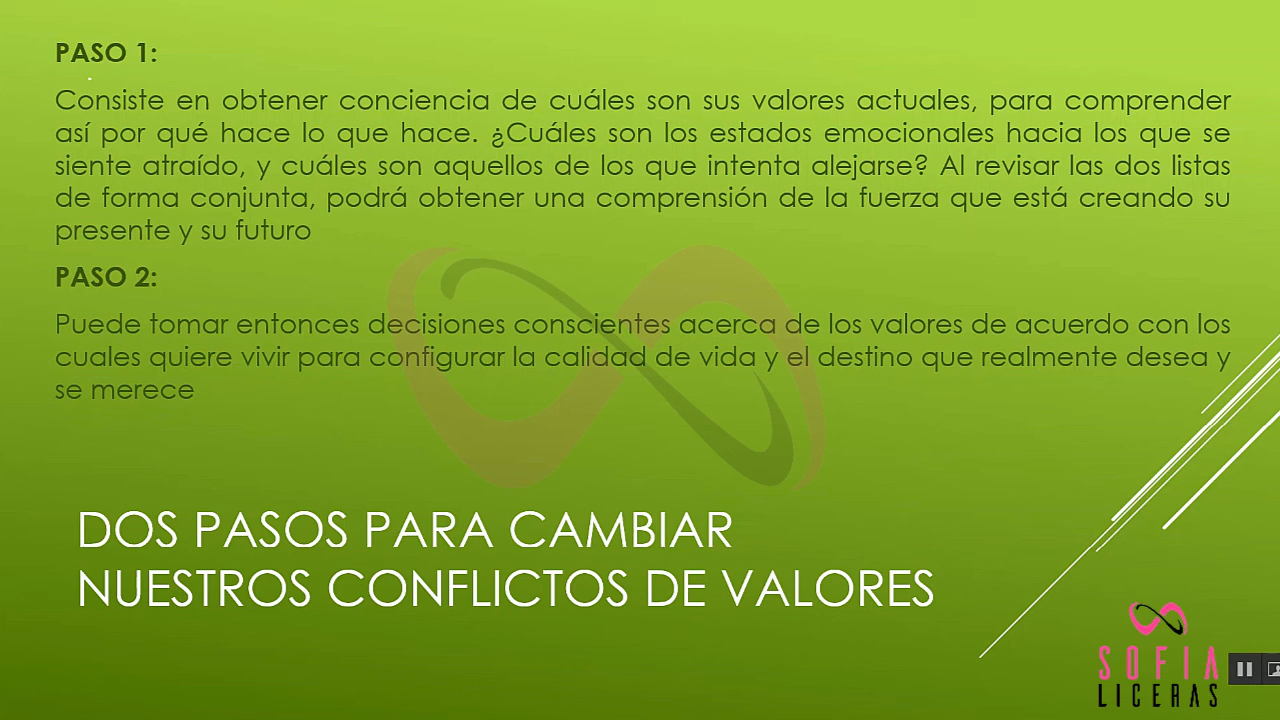 PASO 1:
Consiste en obtener conciencia de cuáles son sus valores actuales, para comprender
así por qué hace lo que hace. ¿Cuáles son los estados emocionales hacia los que se
siente atraído, y cuáles son aquellos de los que intenta alejarse? Al revisar las dos listas
de forma conjunta, podrá obtener una comprensión de la fuerza que está creando su
presente y su futuro
PASO 2:
Puede tomar entonces decisiones conscientes acerca de los valores de acuerdo con los
cuales quiere vivir para configurar la calidad de vida y el destino que realmente desea y
se merece
DOS PASOS PARA CAMBIAR
NUESTROS CONFLICTOS DE VALORES
SOFIA
LICERAS